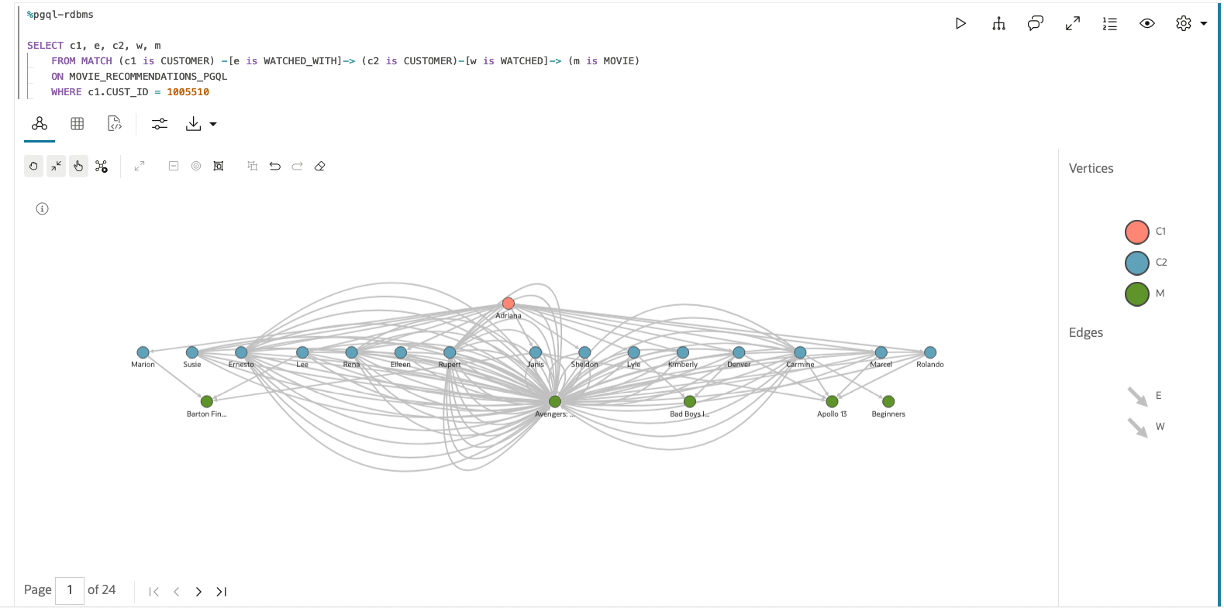 %pgql-rdbms
SELECT c1, e, c2, w, m
FROM MATCH (c1 is CUSTOMER) -[e is WATCHED_WITH]-> (c2 is CUSTOMER)-[w is WATCHED]-> (m is MOVIE)
ON MOVIE_RECOMMENDATIONS_PGQL
WHERE c1.CUST_ID = 1005510
Vertices
C1
C2
M
Edges
E
W
Adriana
Marion Susie Ernesto Lee Rena Eileen Rupert Janis Sheldon Lyle Kimberly Denver Carmine Marcel Rolando
Barton Fin... Avengers: ... Bad Boys I... Apollo 13 Beginners
Page 1 of 24